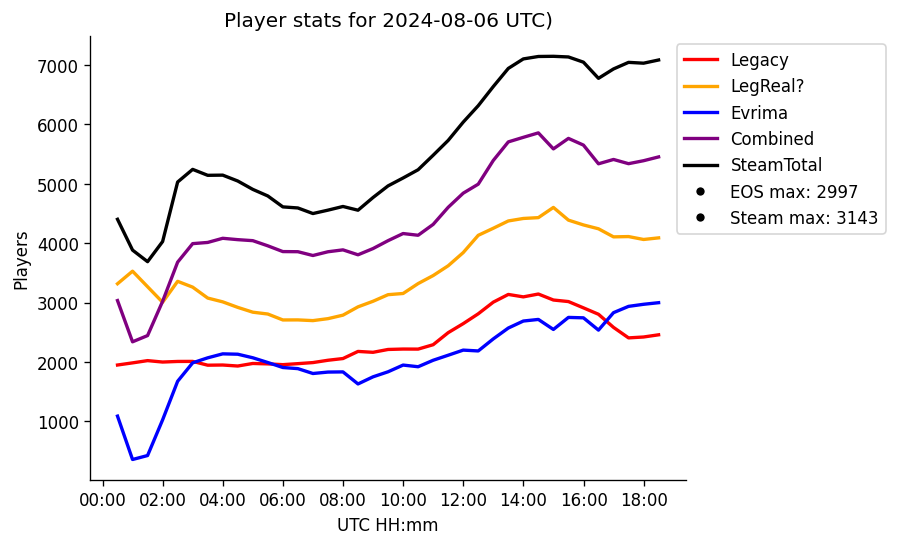 Player stats for 2024-08-06 UTC)
7000
6000
5000
4000
3000
2000
1000
Players
00:00 02:00 04:00 06:00 08:00 10:00 12:00 14:00 16:00 18:00
UTC HH:mm
Legacy
LegReal?
Evrima
Combined
SteamTotal
EOS max: 2997
Steam max: 3143